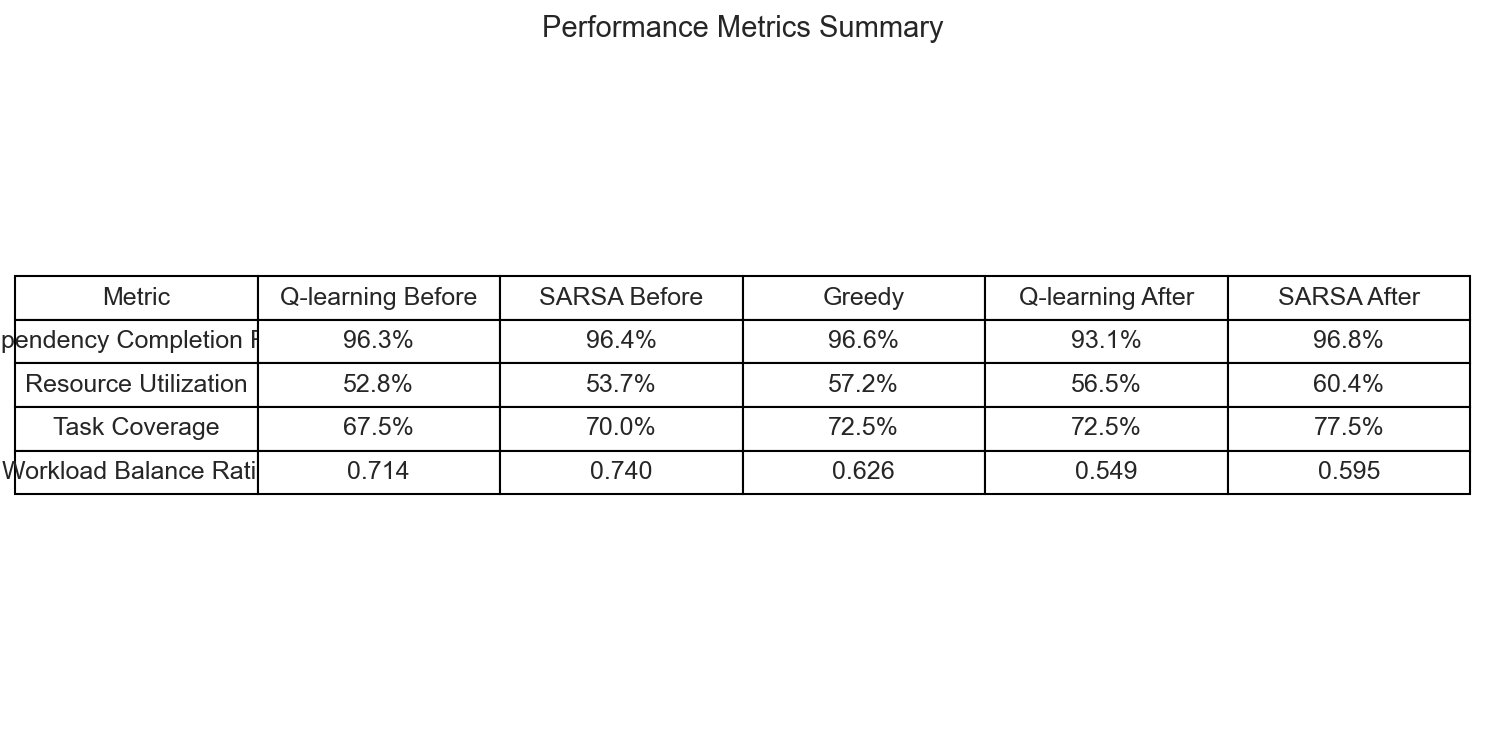 Performance Metrics Summary
Metric Q-learning Before SARSA Before Greedy Q-learning After SARSA After
pendency Completion 96.3% 96.4% 96.6% 93.1% 96.8%
Resource Utilization 52.8% 53.7% 57.2% 56.5% 60.4%
Task Coverage 67.5% 70.0% 72.5% 72.5% 77.5%
Workload Balance Rati 0.714 0.740 0.626 0.549 0.595